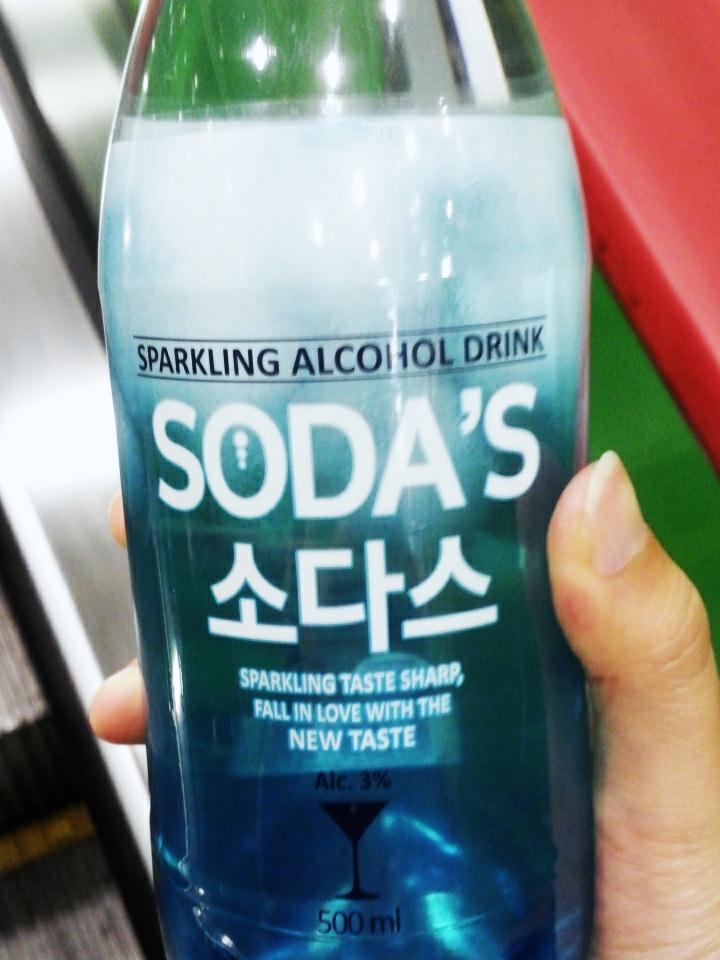 SPARKLING ALCOHOL DRINK
SODA'S
소다스
SPARKLING TASTE SHARP,
FALL IN LOVE WITH THE
NEW TASTE
Alc. 3%
500 ml